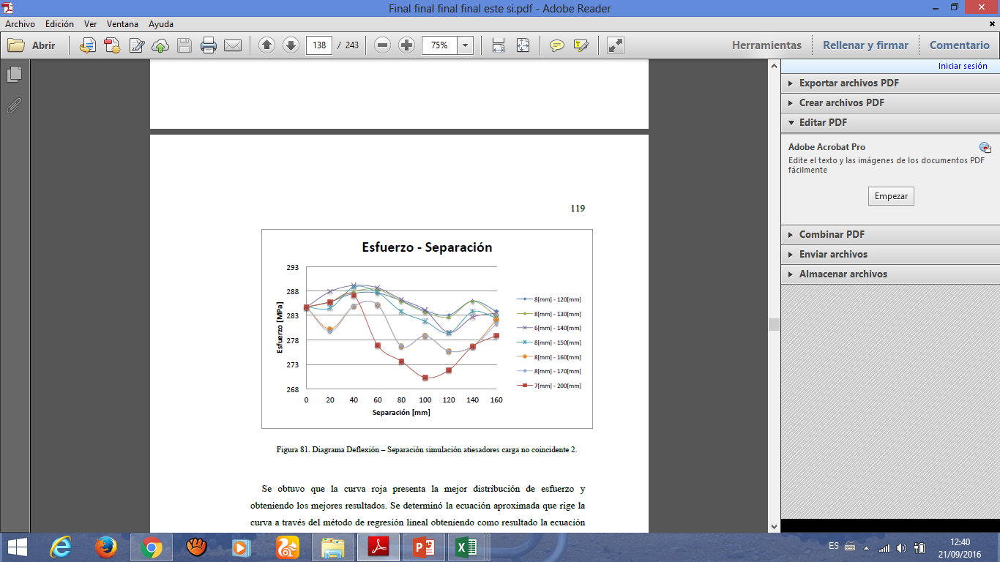 Final final final final este si.pdf - Adobe Reader
Archivo Edición Ver Ventana Ayuda
Abrir 138 / 243 75% Herramientas Rellenar y firmar Comentario
Iniciar sesión
Exportar archivos PDF
Crear archivos PDF
Editar PDF
Adobe Acrobat Pro
Edite el texto y las imágenes de los documentos PDF
fácilmente
Empezar
Combinar PDF
Enviar archivos
Almacenar archivos
119
Esfuerzo - Separación
Esfuerzo [MPa]
293
288
283
278
273
268
0 20 40 60 80 100 120 140 160
Separación [mm]
8[mm] - 120[mm]
8[mm] - 130[mm]
6[mm] - 140[mm]
8[mm] - 150[mm]
8[mm] - 160[mm]
8[mm] - 170[mm]
7[mm] - 200[mm]
Figura 81. Diagrama Deflexión – Separación simulación atiesadores carga no coincidente 2.
Se obtuvo que la curva roja presenta la mejor distribución de esfuerzo y
obteniendo los mejores resultados. Se determinó la ecuación aproximada que rige la
curva a través del método de regresión lineal obteniendo como resultado la ecuación
ES
12:40
21/09/2016